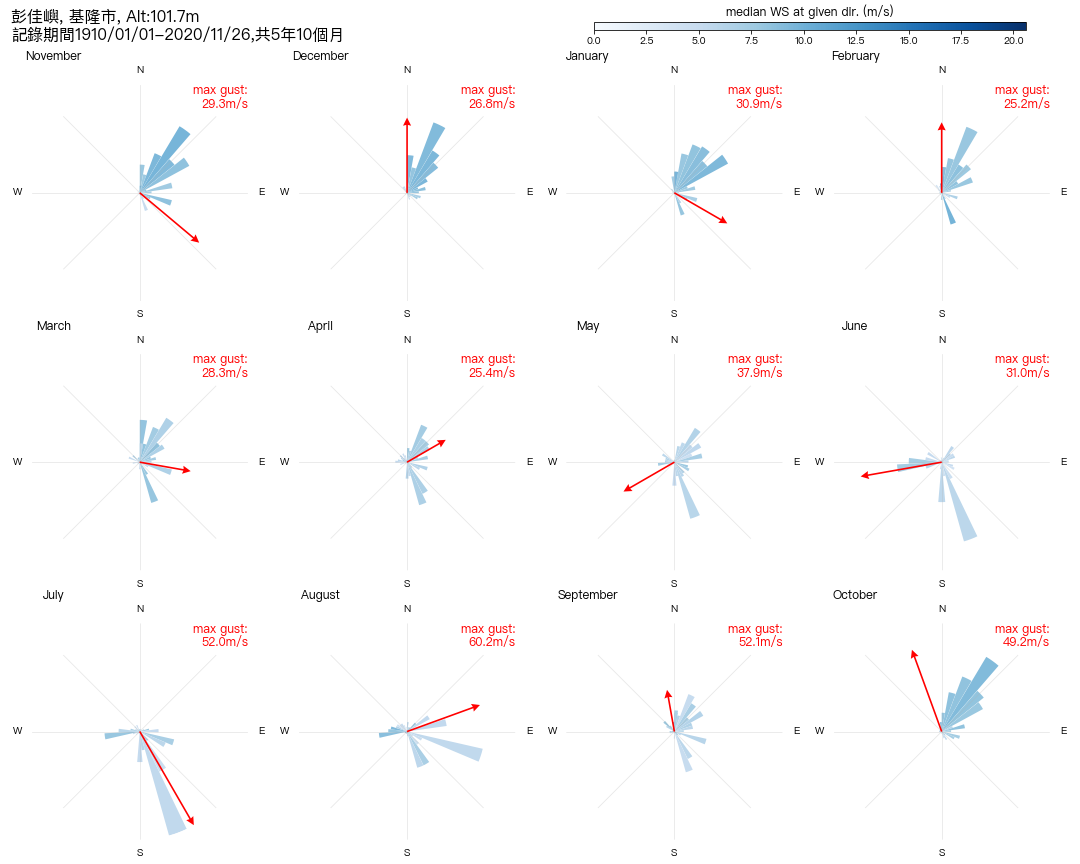 彭佳嶼, 基隆市, Alt:101.7m
記錄期間1910/01/01-2020/11/26,共5年10個月
median WS at given dir. (m/s)
0.0 2.5 5.0 7.5 10.0 12.5 15.0 17.5 20.0
November
N
max gust:
29.3m/s
W E
S
December
N
max gust:
26.8m/s
W E
S
January
N
max gust:
30.9m/s
W E
S
February
N
max gust:
25.2m/s
W E
S
March
N
max gust:
28.3m/s
W E
S
April
N
max gust:
25.4m/s
W E
S
May
N
max gust:
37.9m/s
W E
S
June
N
max gust:
31.0m/s
W E
S
July
N
max gust:
52.0m/s
W E
S
August
N
max gust:
60.2m/s
W E
S
September
N
max gust:
52.1m/s
W E
S
October
N
max gust:
49.2m/s
W E
S